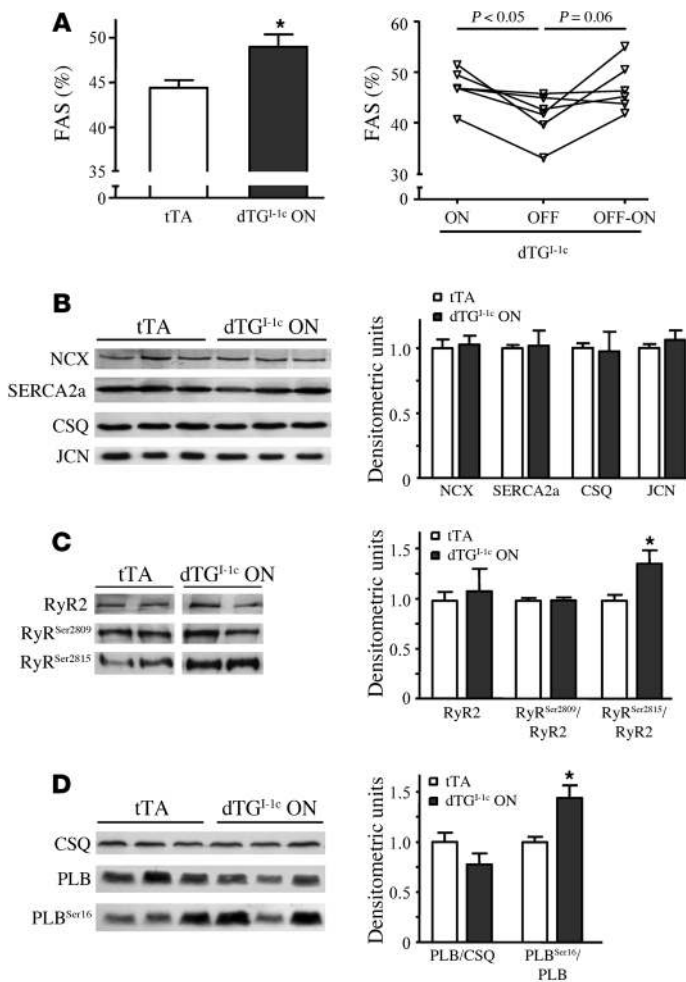 A
FAS (%)
50
45
35
0
*
tTA
dTG^I-1c ON
FAS (%)
60
50
40
30
0
P < 0.05
P = 0.06
ON
OFF
OFF-ON
dTG^I-1c
B
tTA
dTG^I-1c ON
NCX
SERCA2a
CSQ
JCN
Densitometric units
1.0
0.5
0
tTA
dTG^I-1c ON
NCX
SERCA2a
CSQ
JCN
C
tTA
dTG^I-1c ON
RyR2
RyR^Ser2809
RyR^Ser2815
Densitometric units
1.5
1.0
0.5
0
tTA
dTG^I-1c ON
*
RyR2
RyR^Ser2809/
RyR2
RyR^Ser2815/
RyR2
D
tTA
dTG^I-1c ON
CSQ
PLB
PLB^Ser16
Densitometric units
1.5
1.0
0.5
0
tTA
dTG^I-1c ON
*
PLB/CSQ
PLB^Ser16/
PLB